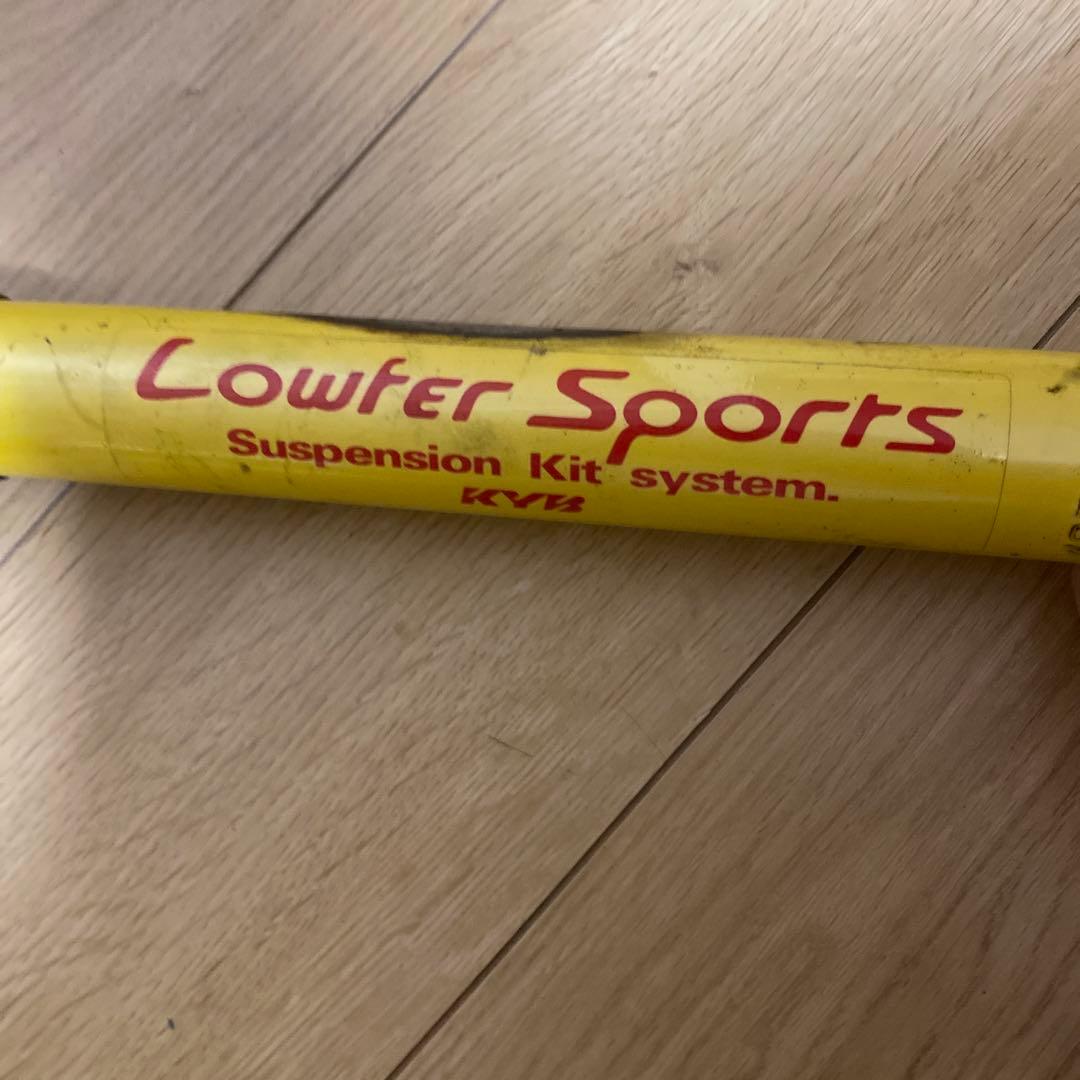 Lowfer Sports
Suspension Kit system.
KYB